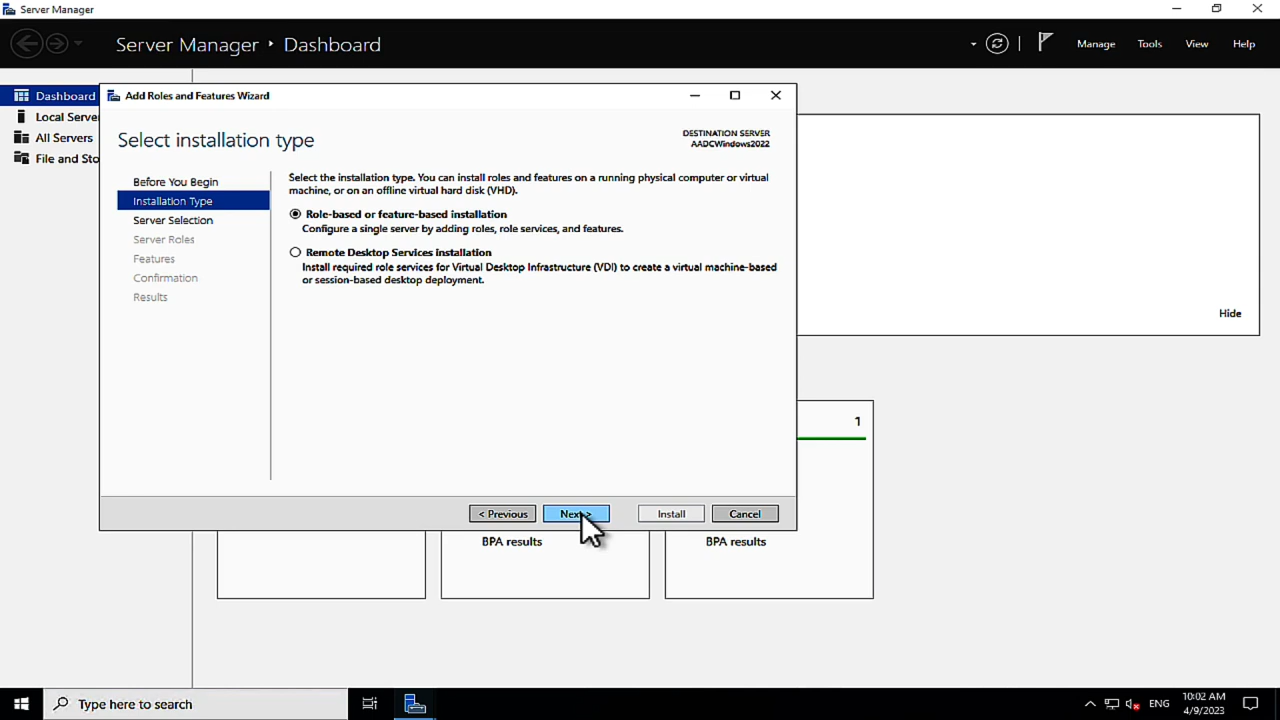 Server Manager
Server Manager ‣ Dashboard
Manage
Tools
View
Help
Dashboard
Local Server
All Servers
File and Sto
Add Roles and Features Wizard
Select installation type
DESTINATION SERVER
AADCWindows2022
Before You Begin
Installation Type
Server Selection
Server Roles
Features
Confirmation
Results
Select the installation type. You can install roles and features on a running physical computer or virtual
machine, or on an offline virtual hard disk (VHD).
Role-based or feature-based installation
Configure a single server by adding roles, role services, and features.
Remote Desktop Services installation
Install required role services for Virtual Desktop Infrastructure (VDI) to create a virtual machine-based
or session-based desktop deployment.
Hide
1
< Previous
Next >
Install
Cancel
BPA results
BPA results
Type here to search
ENG
10:02 AM
4/9/2023